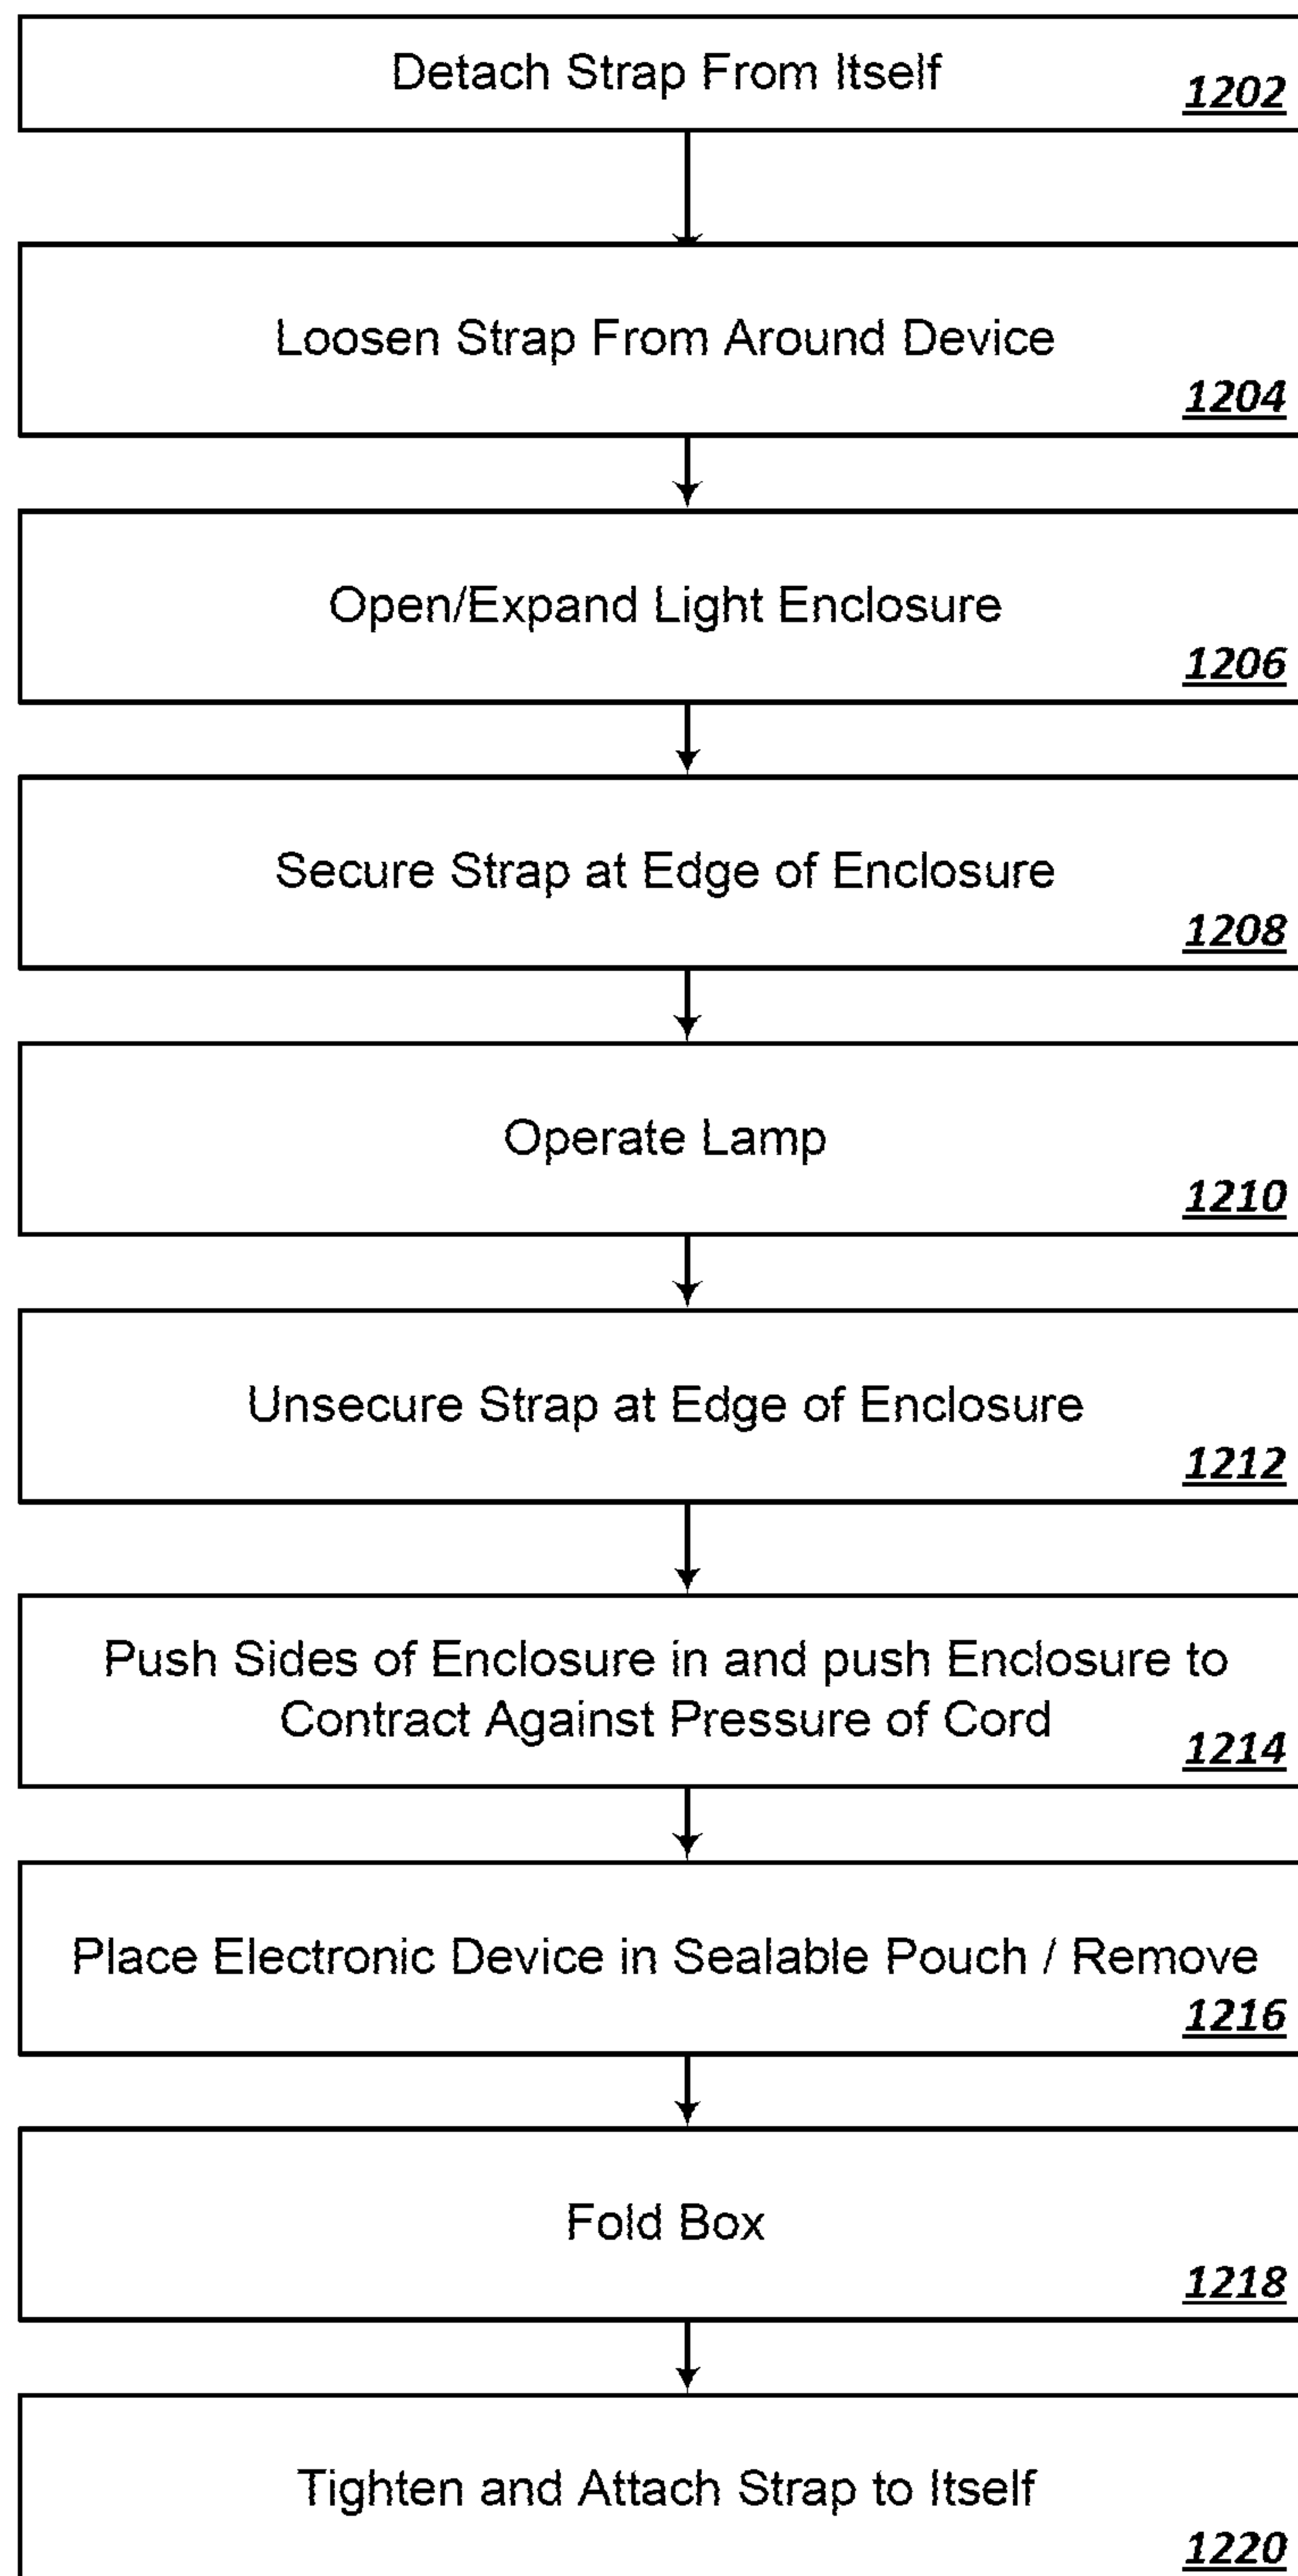 Detach Strap From Itself
1202
Loosen Strap From Around Device
1204
Open/Expand Light Enclosure
1206
Secure Strap at Edge of Enclosure
1208
Operate Lamp
1210
Unsecure Strap at Edge of Enclosure
1212
Push Sides of Enclosure in and push Enclosure to
Contract Against Pressure of Cord
1214
Place Electronic Device in Sealable Pouch / Remove
1216
Fold Box
1218
Tighten and Attach Strap to Itself
1220